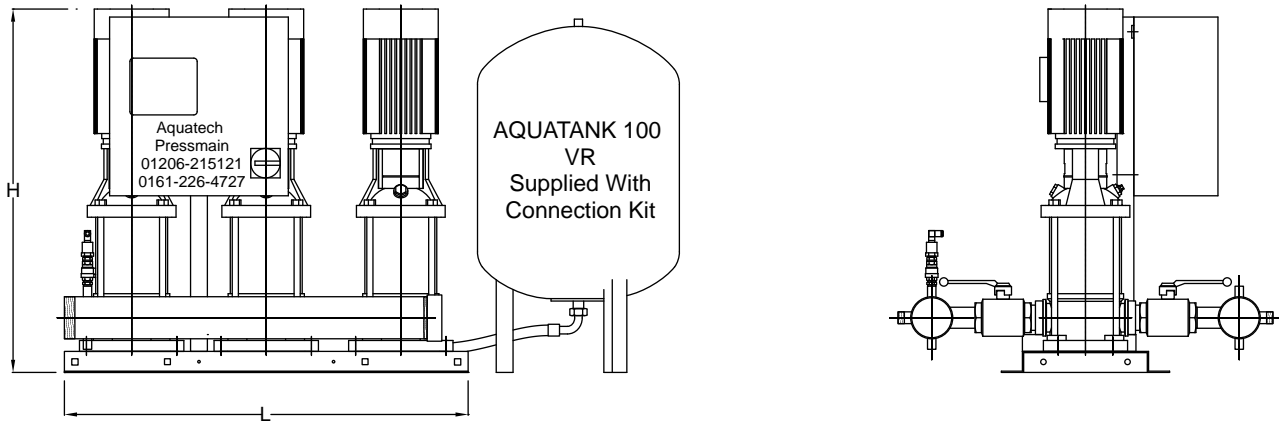 H
Aquatech
Pressmain
01206-215121
0161-226-4727
AQUATANK 100
VR
Supplied With
Connection Kit
L